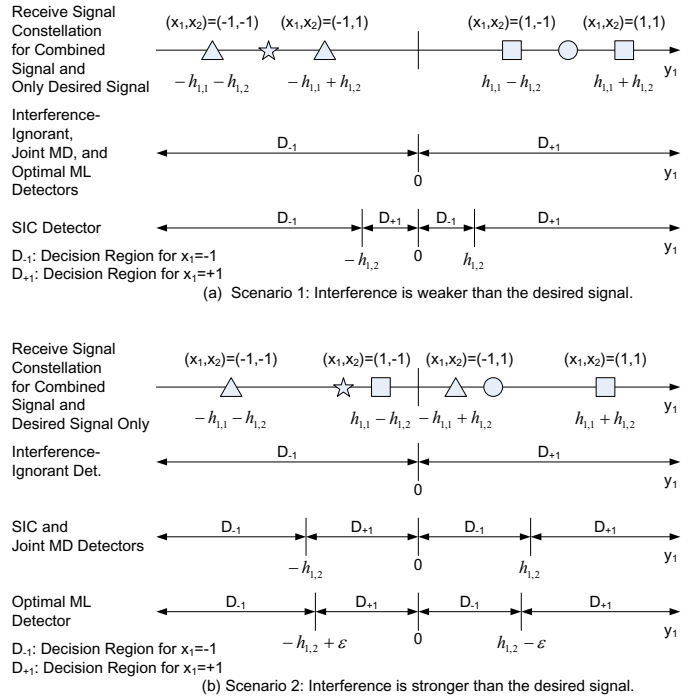 Receive Signal
Constellation
for Combined
Signal and
Only Desired Signal
(x₁,x₂)=(-1,-1) (x₁,x₂)=(-1,1) (x₁,x₂)=(1,-1) (x₁,x₂)=(1,1)
y₁
−h₁,₁−h₁,₂ −h₁,₁+h₁,₂ h₁,₁−h₁,₂ h₁,₁+h₁,₂
Interference-
Ignorant,
Joint MD, and
Optimal ML
Detectors
D₋₁ D₊₁
0 y₁
SIC Detector
D₋₁ D₊₁ D₋₁ D₊₁
−h₁,₂ 0 h₁,₂ y₁
D₋₁: Decision Region for x₁=-1
D₊₁: Decision Region for x₁=+1
(a) Scenario 1: Interference is weaker than the desired signal.
Receive Signal
Constellation
for Combined
Signal and
Desired Signal Only
(x₁,x₂)=(-1,-1) (x₁,x₂)=(1,-1) (x₁,x₂)=(-1,1) (x₁,x₂)=(1,1)
y₁
−h₁,₁−h₁,₂ h₁,₁−h₁,₂ −h₁,₁+h₁,₂ h₁,₁+h₁,₂
Interference-
Ignorant Det.
D₋₁ D₊₁
0 y₁
SIC and
Joint MD Detectors
D₋₁ D₊₁ D₋₁ D₊₁
−h₁,₂ 0 h₁,₂ y₁
Optimal ML
Detector
D₋₁ D₊₁ D₋₁ D₊₁
−h₁,₂+ε 0 h₁,₂−ε y₁
D₋₁: Decision Region for x₁=-1
D₊₁: Decision Region for x₁=+1
(b) Scenario 2: Interference is stronger than the desired signal.